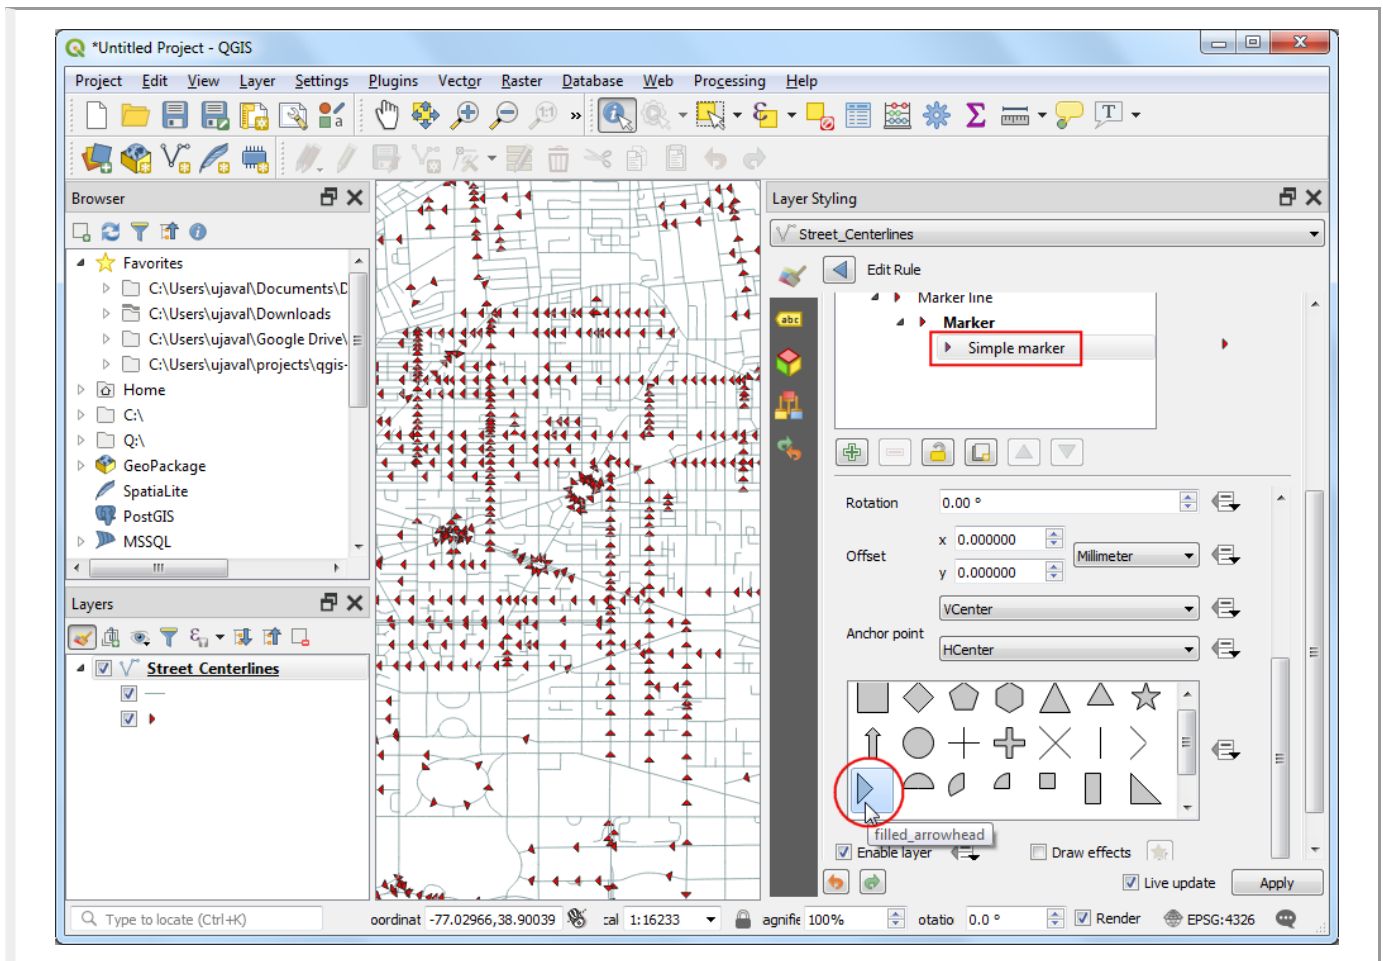 *Untitled Project - QGIS
Project Edit View Layer Settings Plugins Vector Raster Database Web Processing Help
1:1
a
»
ε
Σ
T
Browser
Favorites
C:\Users\ujaval\Documents\D
C:\Users\ujaval\Downloads
C:\Users\ujaval\Google Drive\
C:\Users\ujaval\projects\qgis-
Home
C:\
Q:\
GeoPackage
SpatiaLite
PostGIS
MSSQL
Layers
Street_Centerlines
Layer Styling
Street_Centerlines
Edit Rule
abc
Marker line
Marker
Simple marker
Rotation 0.00 °
Offset x 0.000000 Millimeter
y 0.000000
Anchor point VCenter
HCenter
filled_arrowhead
Enable layer Draw effects
Live update Apply
Type to locate (Ctrl+K) oordinat -77.02966,38.90039 :al 1:16233 agnifie 100% otatio 0.0 ° Render EPSG:4326